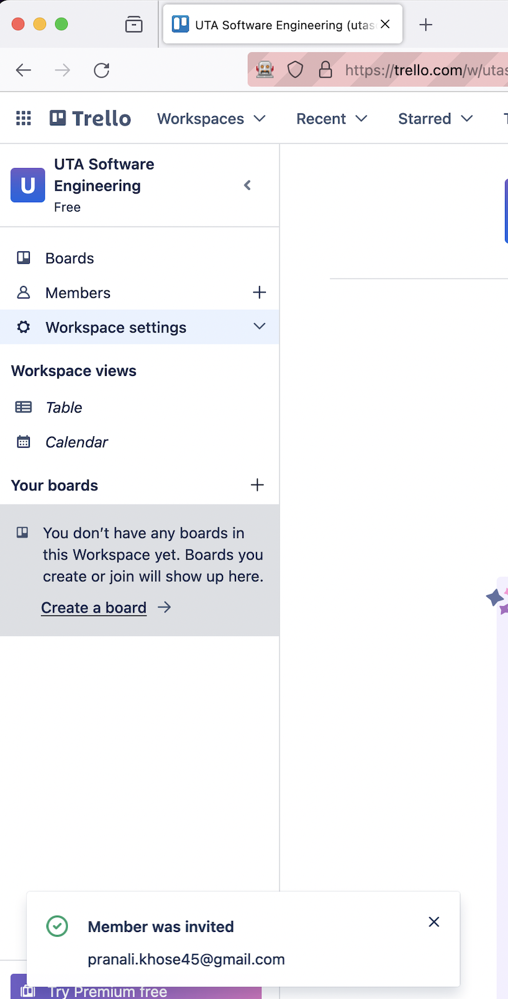 UTA Software Engineering (utas
https://trello.com/w/utas
Trello
Workspaces
Recent
Starred
UTA Software
Engineering
U
Free
Boards
Members
Workspace settings
Workspace views
Table
Calendar
Your boards
You don’t have any boards in
this Workspace yet. Boards you
create or join will show up here.
Create a board
Member was invited
pranali.khose45@gmail.com
Try Premium free